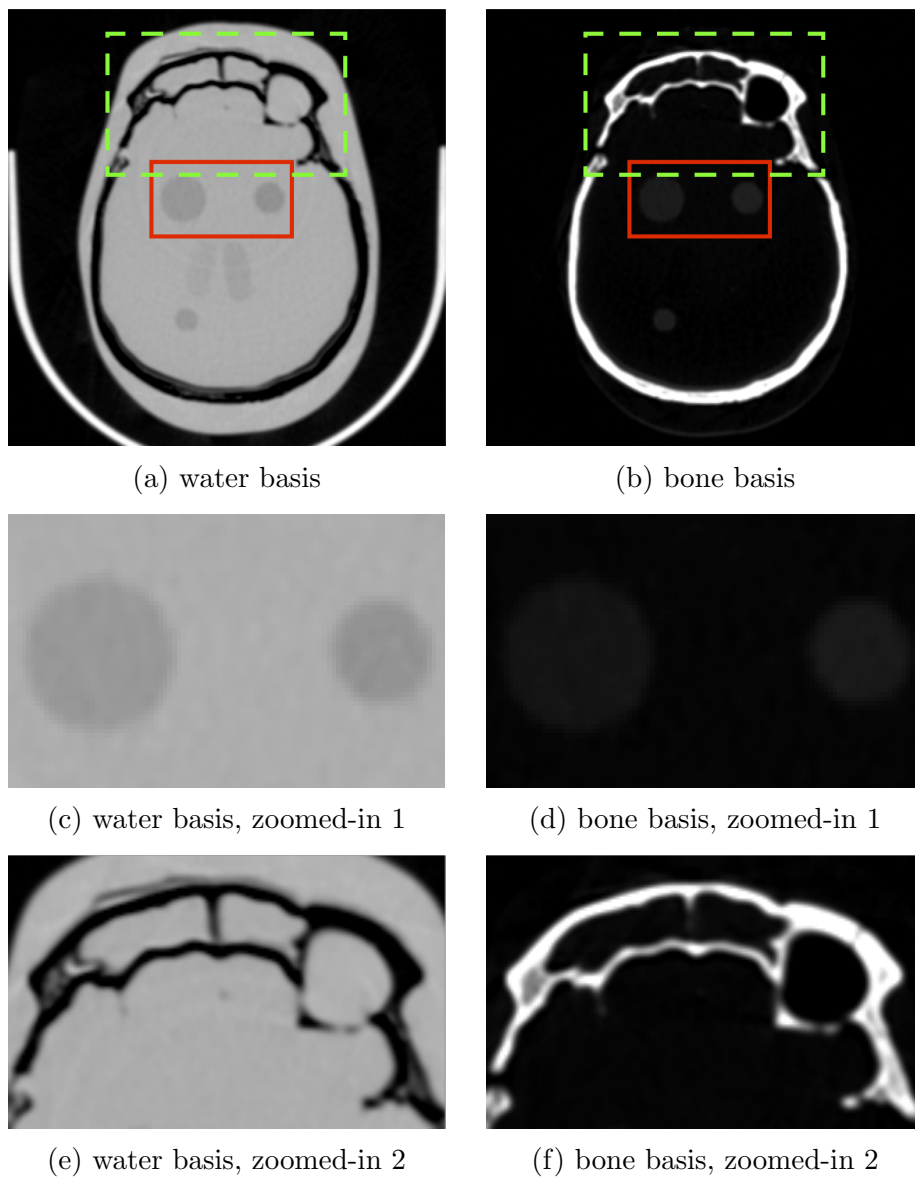 (a) water basis
(b) bone basis
(c) water basis, zoomed-in 1
(d) bone basis, zoomed-in 1
(e) water basis, zoomed-in 2
(f) bone basis, zoomed-in 2